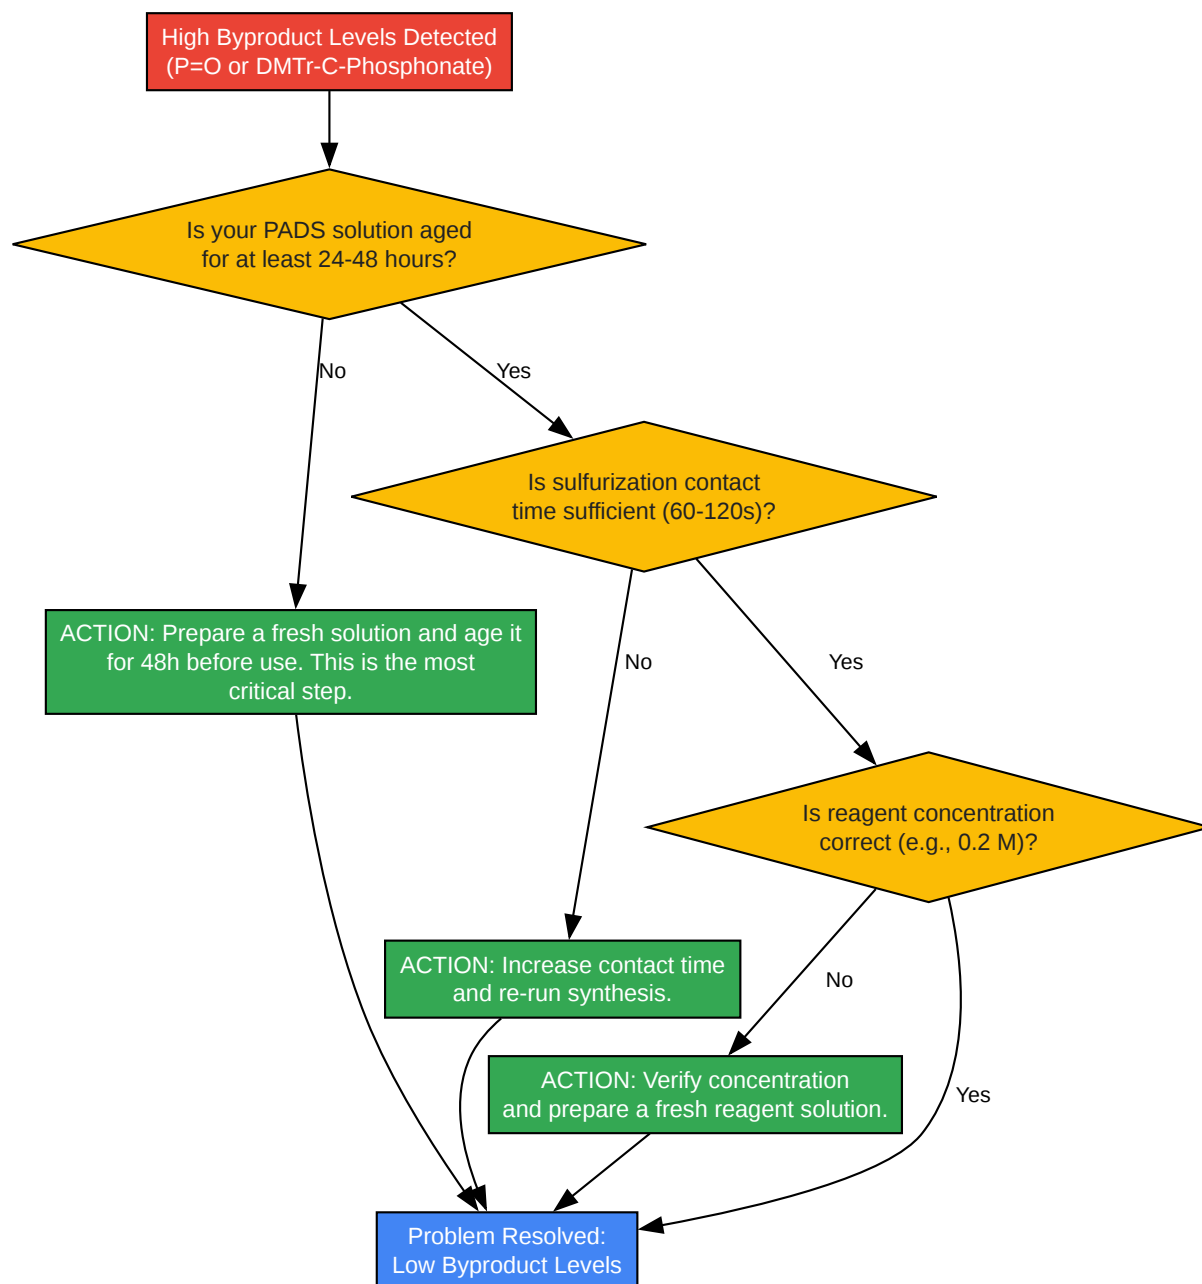 High Byproduct Levels Detected
(P=O or DMTr-C-Phosphonate)
Is your PADS solution aged
for at least 24-48 hours?
No
Yes
Is sulfurization contact
time sufficient (60-120s)?
ACTION: Prepare a fresh solution and age it
for 48h before use. This is the most
critical step.
No
Yes
Is reagent concentration
correct (e.g., 0.2 M)?
ACTION: Increase contact time
and re-run synthesis.
No
ACTION: Verify concentration
and prepare a fresh reagent solution.
Yes
Problem Resolved:
Low Byproduct Levels